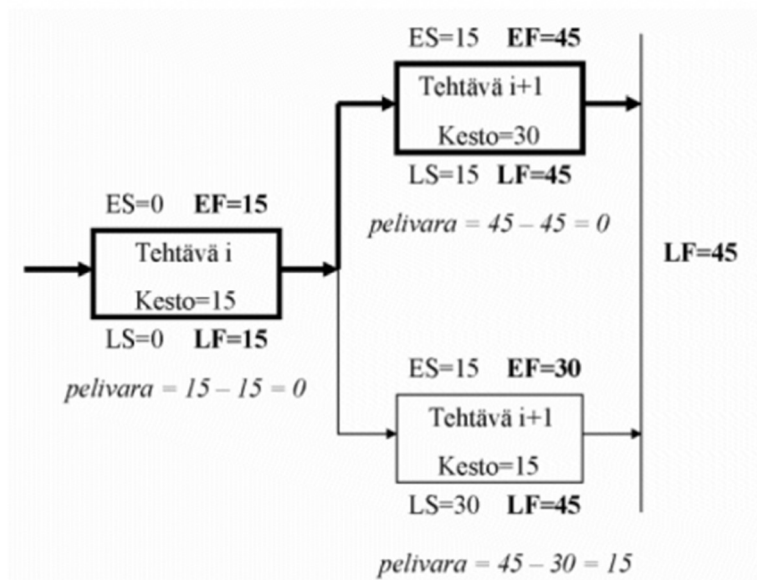 ES=0 EF=15
Tehtävä i
Kesto=15
LS=0 LF=15
pelivara = 15 – 15 = 0
ES=15 EF=45
Tehtävä i+1
Kesto=30
LS=15 LF=45
pelivara = 45 – 45 = 0
ES=15 EF=30
Tehtävä i+1
Kesto=15
LS=30 LF=45
pelivara = 45 – 30 = 15
LF=45